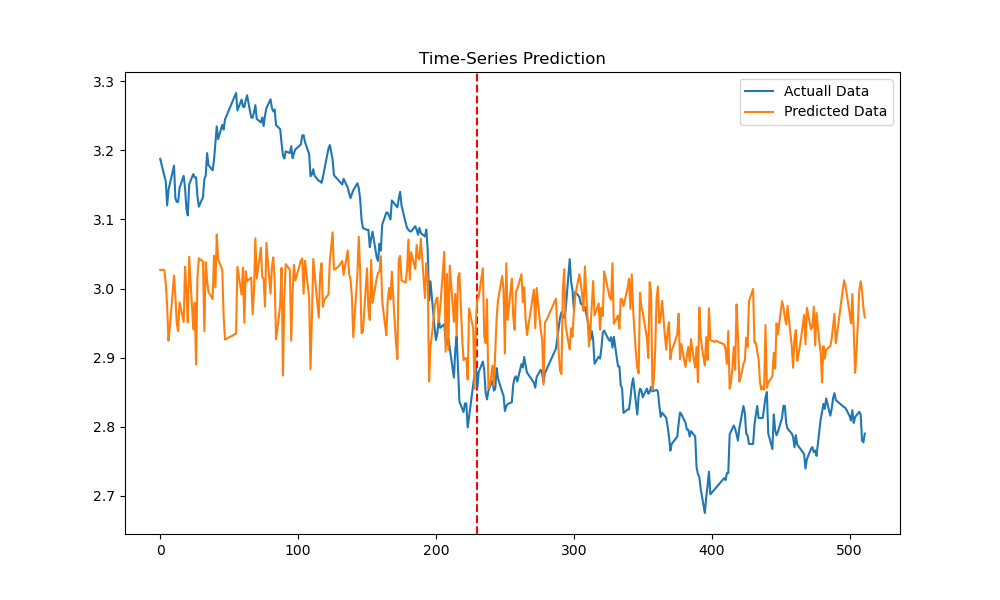 Time-Series Prediction
Actuall Data
Predicted Data
3.3
3.2
3.1
3.0
2.9
2.8
2.7
0 100 200 300 400 500